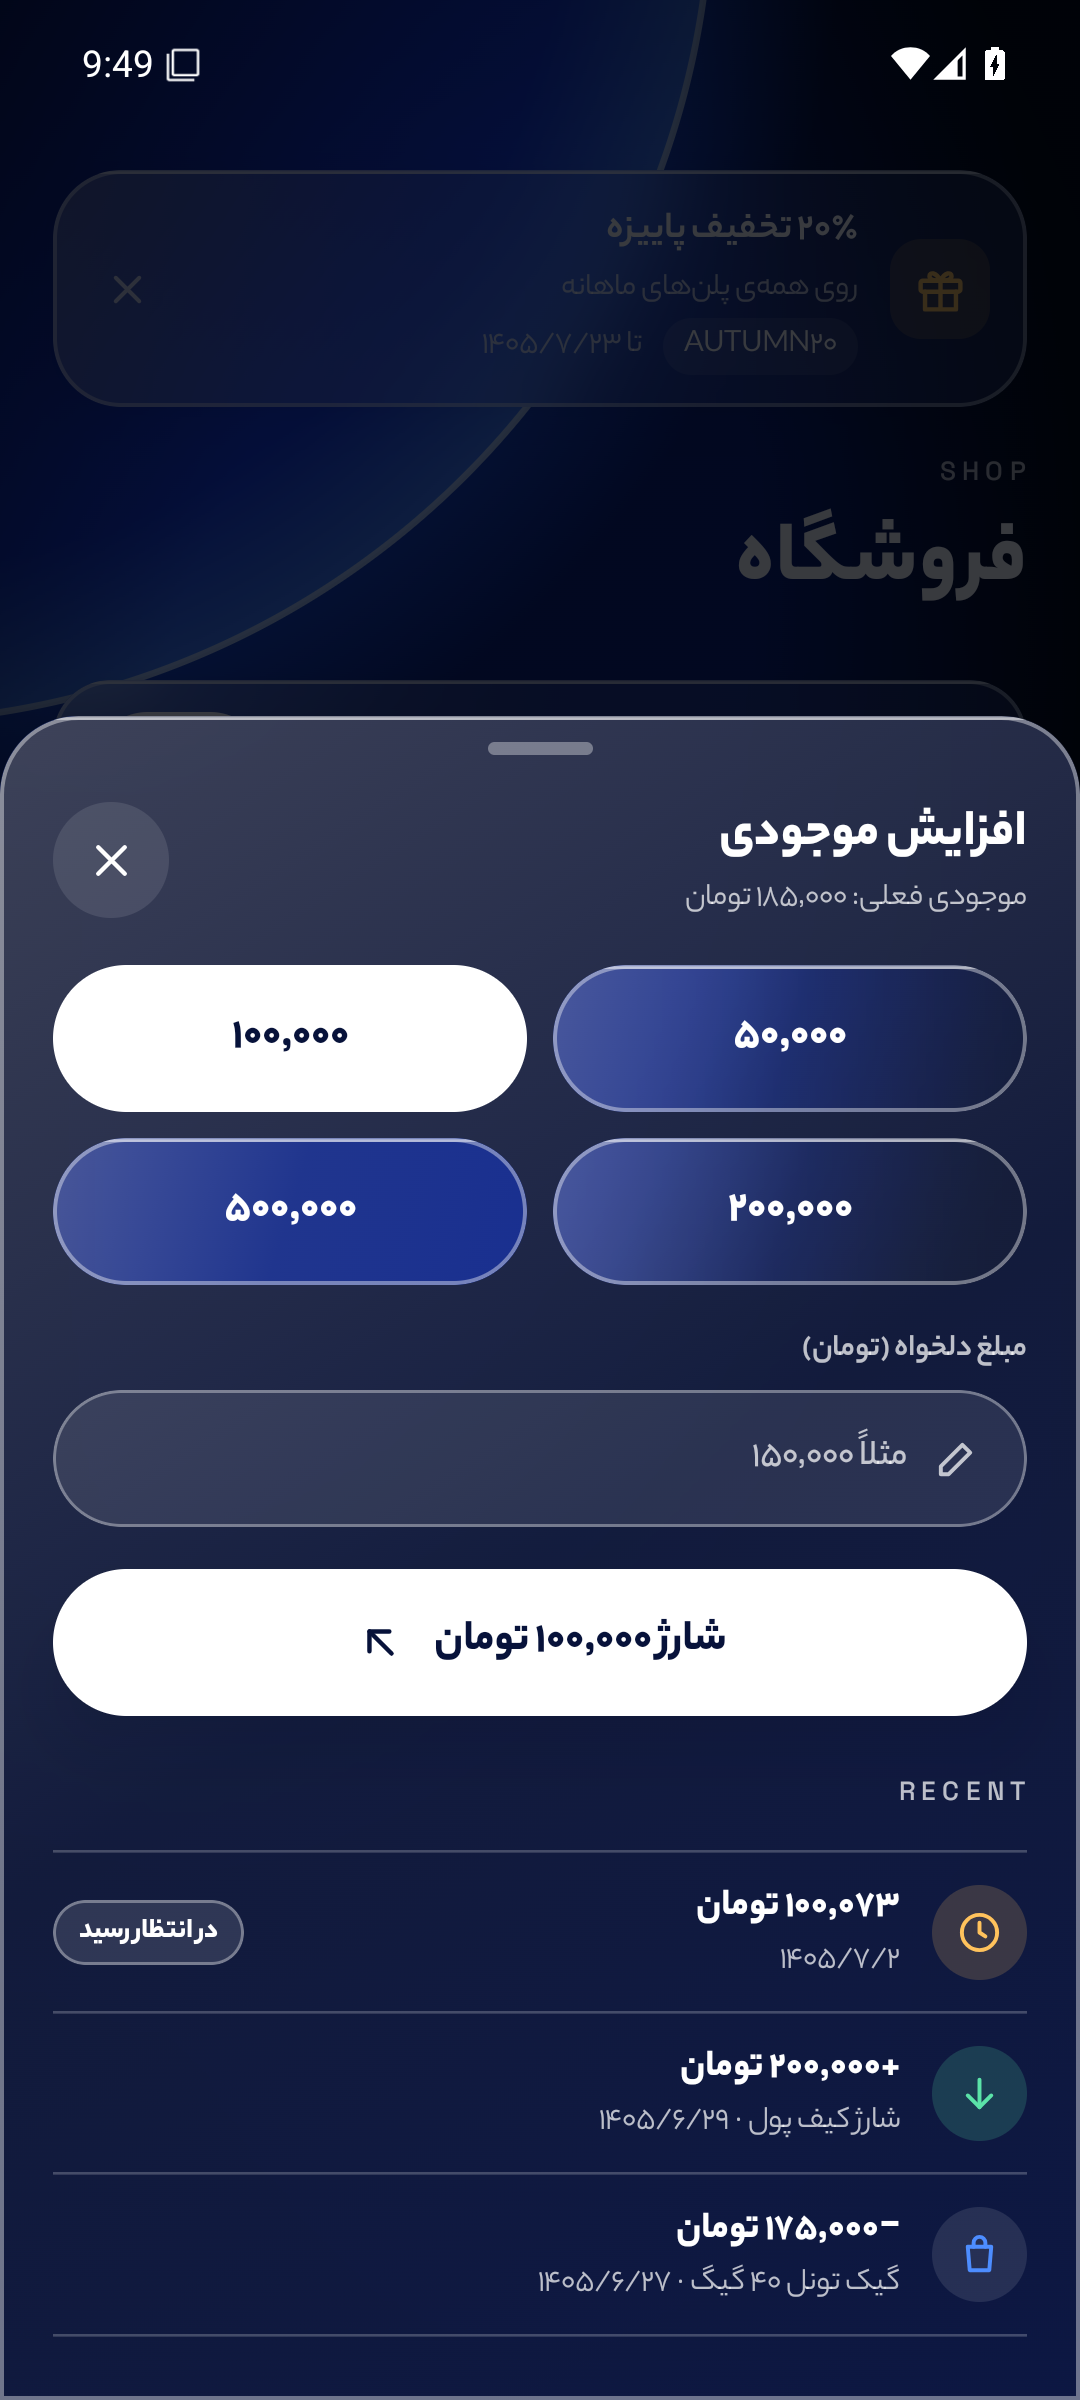 9:49
۲۰% تخفیف پاییزه
روی همه‌ی پلن‌های ماهانه
AUTUMN۲۰ تا ۱۴۰۵/۷/۲۳
SHOP
فروشگاه
افزایش موجودی
موجودی فعلی: ۱۸۵,۰۰۰ تومان
۵۰,۰۰۰
۱۰۰,۰۰۰
۲۰۰,۰۰۰
۵۰۰,۰۰۰
مبلغ دلخواه (تومان)
مثلاً ۱۵۰,۰۰۰
شارژ ۱۰۰,۰۰۰ تومان
RECENT
۱۰۰,۰۷۳ تومان
در انتظار رسید
۱۴۰۵/۷/۲
+۲۰۰,۰۰۰ تومان
شارژ کیف پول · ۱۴۰۵/۶/۲۹
−۱۷۵,۰۰۰ تومان
گیک تونل ۴۰ گیگ · ۱۴۰۵/۶/۲۷